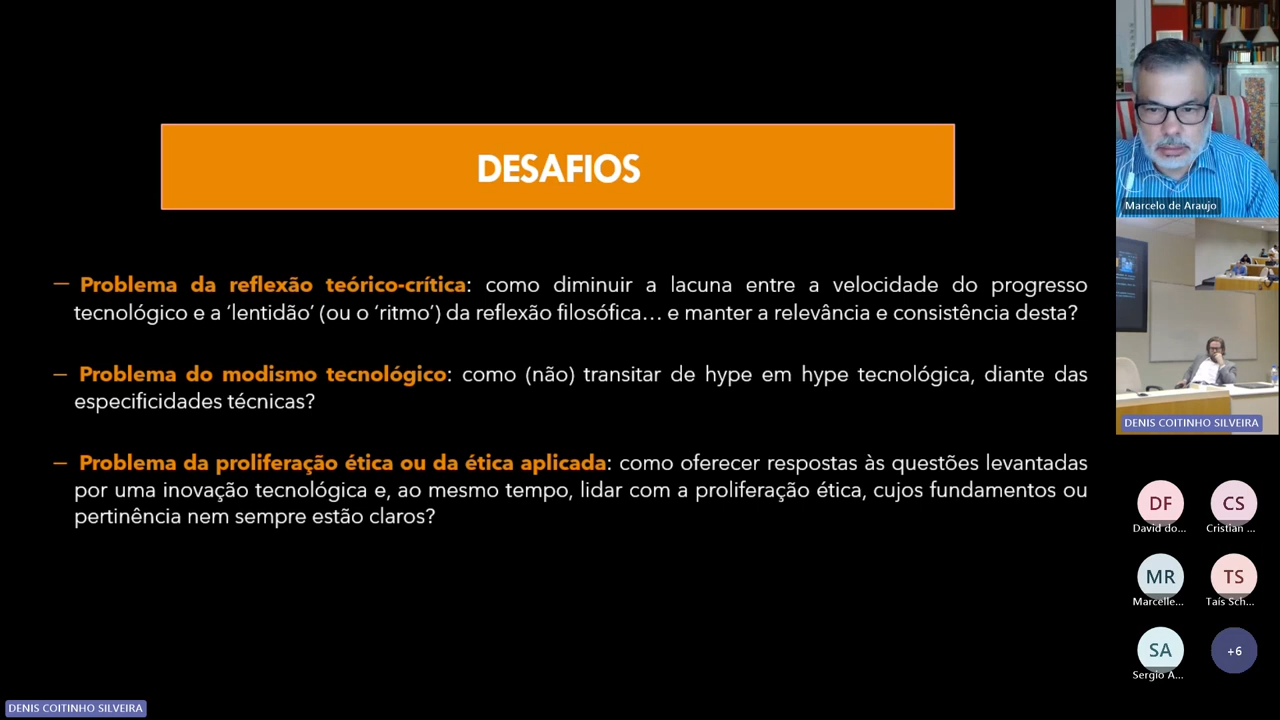 DESAFIOS
– Problema da reflexão teórico-crítica: como diminuir a lacuna entre a velocidade do progresso
tecnológico e a ‘lentidão’ (ou o ‘ritmo’) da reflexão filosófica… e manter a relevância e consistência desta?
– Problema do modismo tecnológico: como (não) transitar de hype em hype tecnológica, diante das
especificidades técnicas?
– Problema da proliferação ética ou da ética aplicada: como oferecer respostas às questões levantadas
por uma inovação tecnológica e, ao mesmo tempo, lidar com a proliferação ética, cujos fundamentos ou
pertinência nem sempre estão claros?
DENIS COITINHO SILVEIRA
Marcelo de Araujo
DENIS COITINHO SILVEIRA
DF
David do...
CS
Cristian ...
MR
Marcelle...
TS
Taís Sch...
SA
Sergio A...
+6